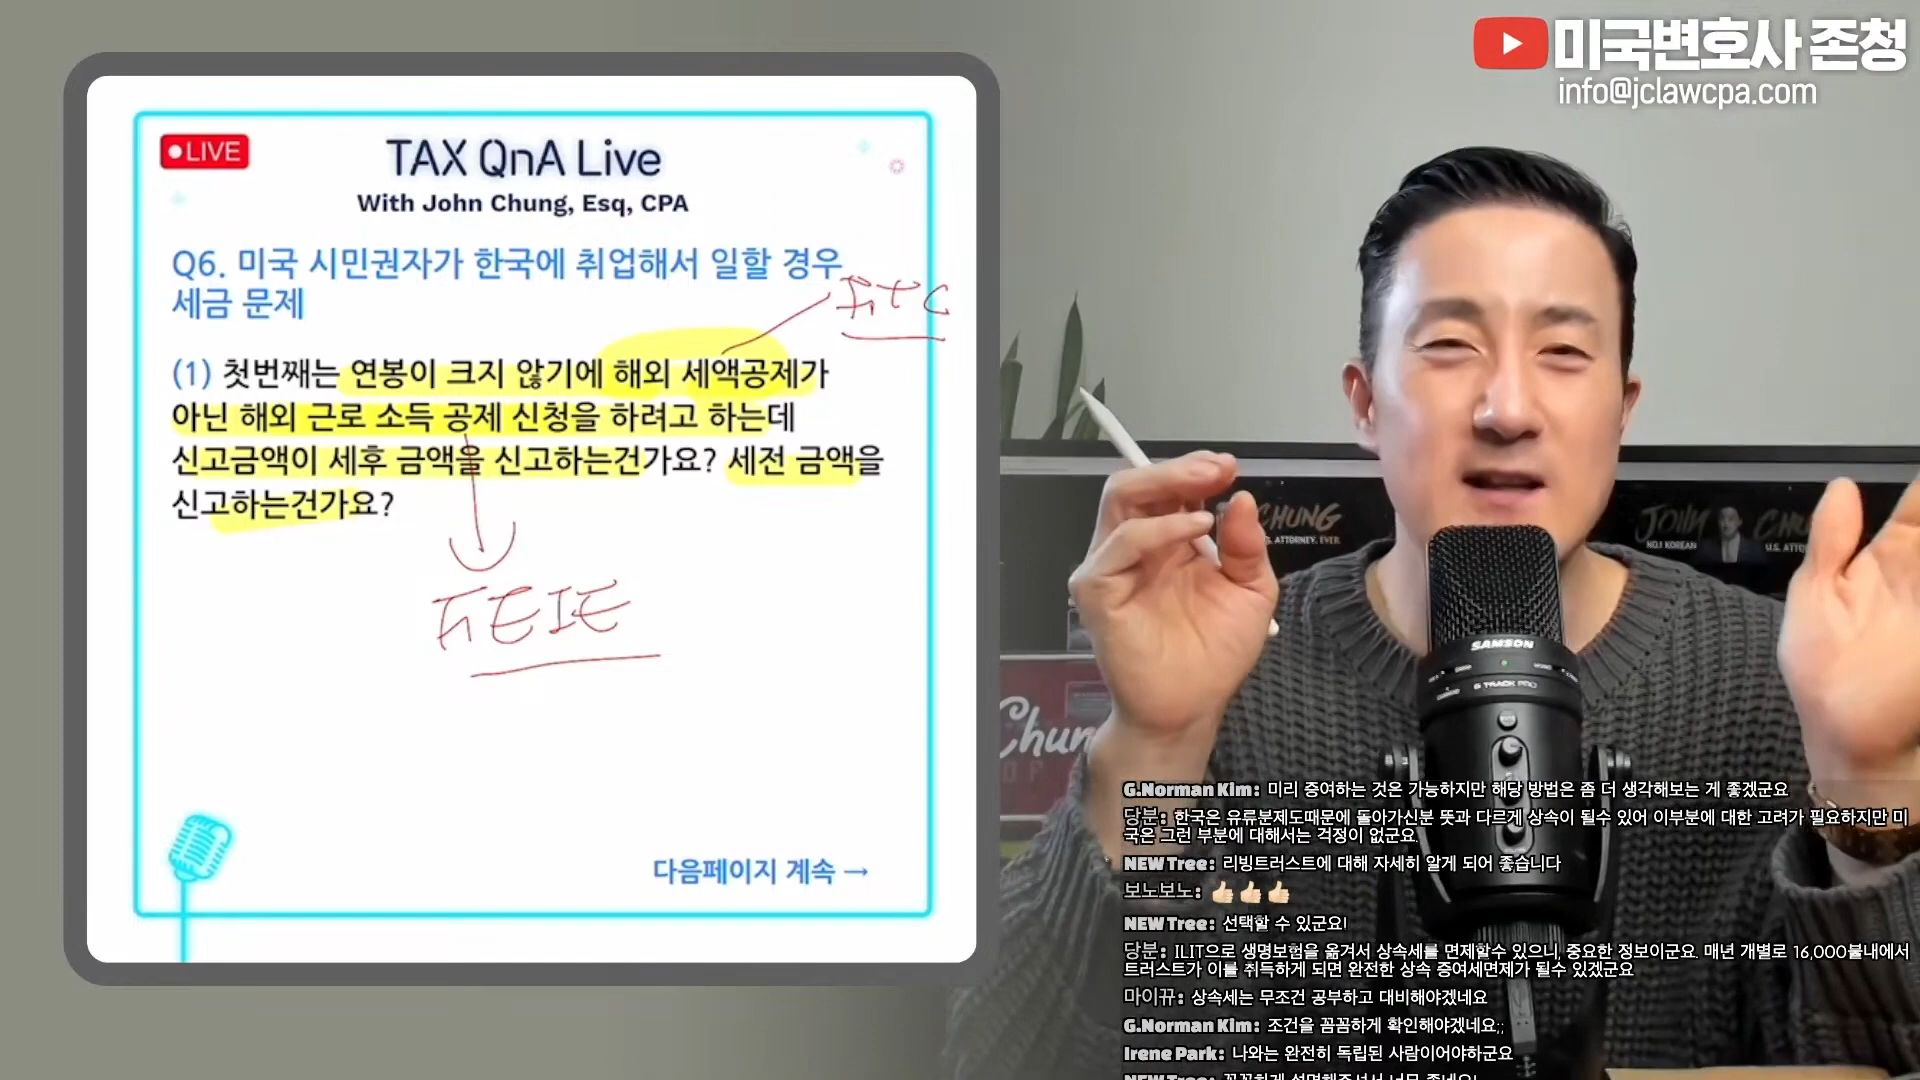 미국변호사 존청
info@jclawcpa.com
LIVE
TAX QnA Live
With John Chung, Esq, CPA
Q6. 미국 시민권자가 한국에 취업해서 일할 경우
세금 문제
FTC
(1) 첫번째는 연봉이 크지 않기에 해외 세액공제가
아닌 해외 근로 소득 공제 신청을 하려고 하는데
신고금액이 세후 금액을 신고하는건가요? 세전 금액을
신고하는건가요?
FEIE
다음페이지 계속 →
CHUNG
ATTORNEY. EVER.
JOHN
NO.1 KOREAN
SAMSON
G TRACK PRO
G.Norman Kim: 미리 증여하는 것은 가능하지만 해당 방법은 좀 더 생각해보는 게 좋겠군요
당분: 한국은 유류분제도때문에 돌아가신분 뜻과 다르게 상속이 될수 있어 이부분에 대한 고려가 필요하지만 미
국은 그런 부분에 대해서는 걱정이 없군요.
NEW Tree: 리빙트러스트에 대해 자세히 알게 되어 좋습니다
보노보노: 👍🏻👍🏻👍🏻
NEW Tree: 선택할 수 있군요!
당분: ILIT으로 생명보험을 옮겨서 상속세를 면제할수 있으니, 중요한 정보이군요. 매년 개별로 16,000불내에서
트러스트가 이를 취득하게 되면 완전한 상속 증여세면제가 될수 있겠군요
마이뀨: 상속세는 무조건 공부하고 대비해야겠네요
G.Norman Kim: 조건을 꼼꼼하게 확인해야겠네요;;
Irene Park: 나와는 완전히 독립된 사람이어야하군요